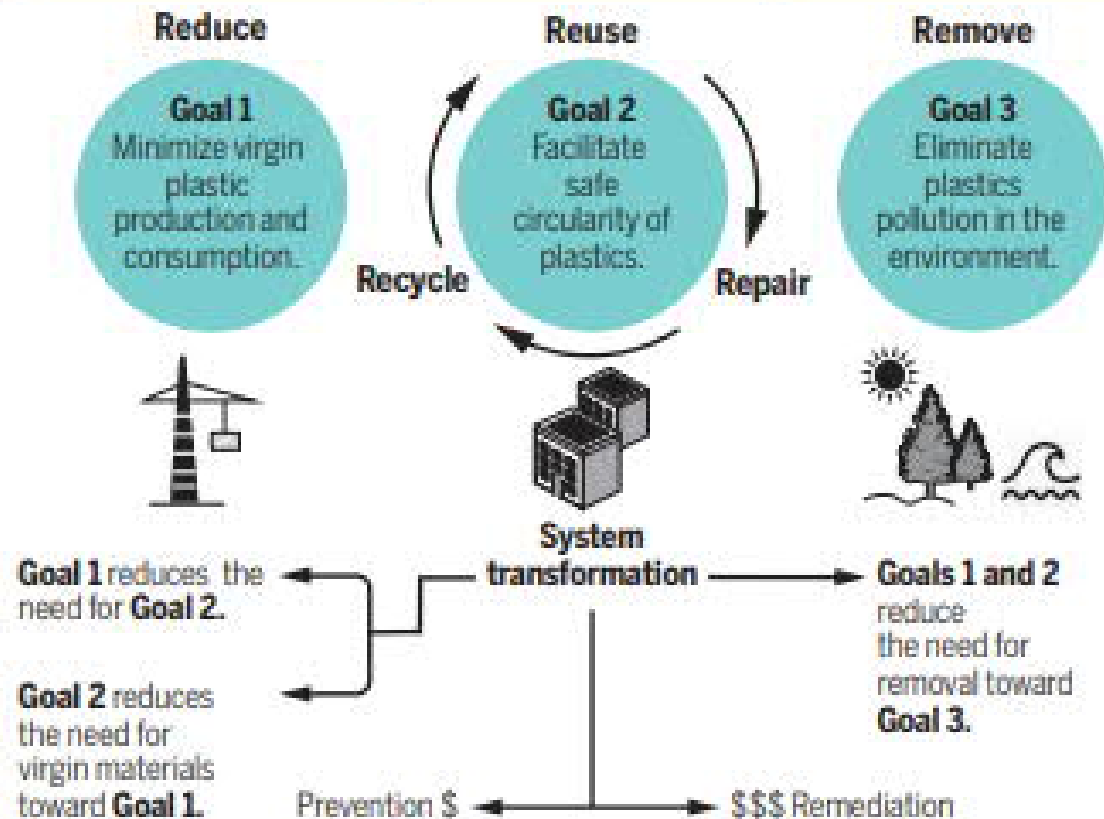 Reduce
Goal 1
Minimize virgin
plastic
production and
consumption.
Reuse
Goal 2
Facilitate
safe
circularity of
plastics.
Recycle
Repair
Remove
Goal 3
Eliminate
plastics
pollution in the
environment.
System
transformation
Goal 1 reduces the
need for Goal 2.
Goal 2 reduces
the need for
virgin materials
toward Goal 1.
Goals 1 and 2
reduce
the need for
removal toward
Goal 3.
Prevention $
$$$ Remediation